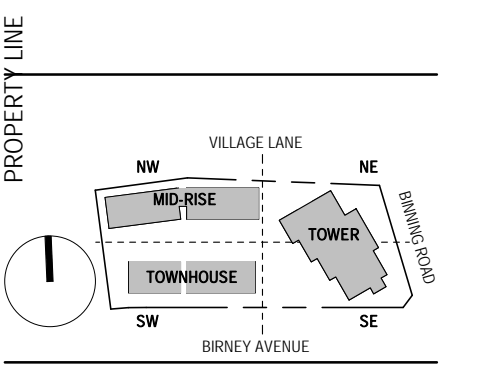 PROPERTY LINE
VILLAGE LANE
NW
NE
MID-RISE
BINNING ROAD
TOWER
TOWNHOUSE
SW
SE
BIRNEY AVENUE